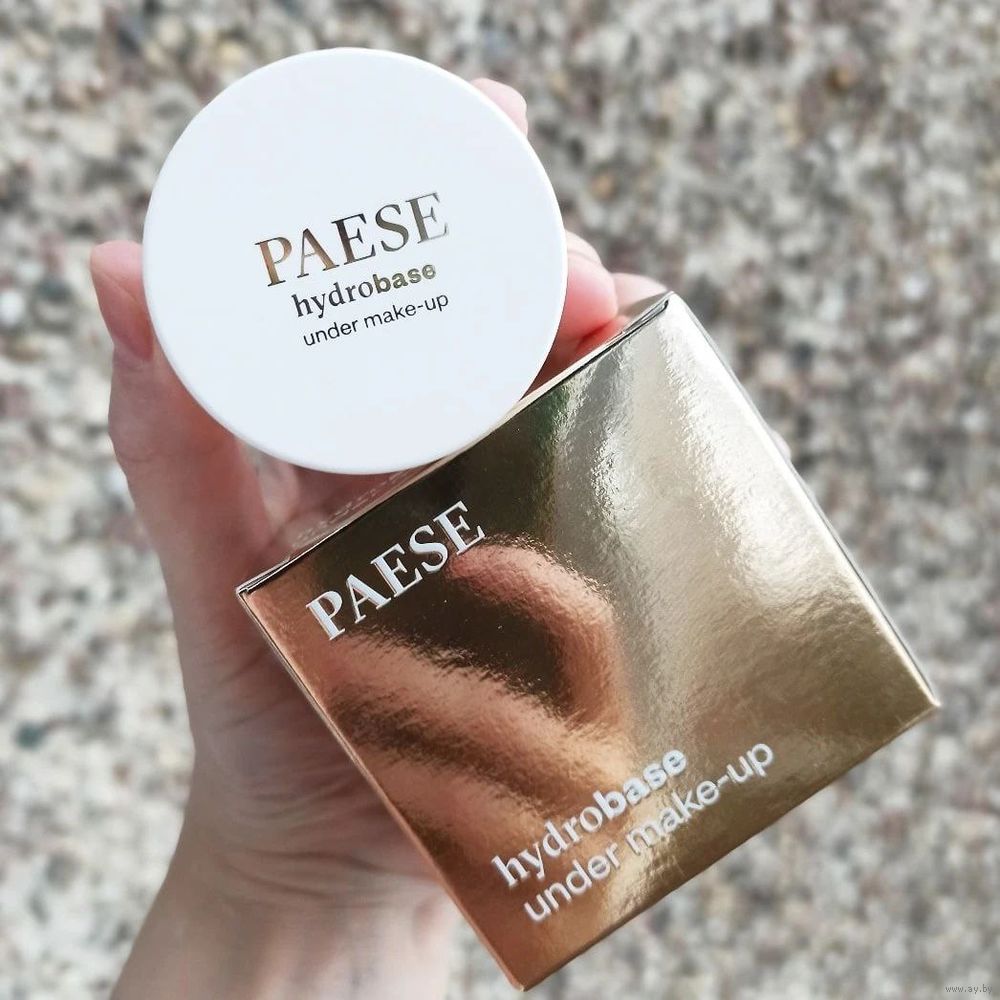 PAESE
hydrobase
under make-up
PAESE
hydrobase
under make-up
www.ay.by